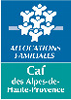 ALLOCATIONS
FAMILIALES
Caf
des Alpes-de-
Haute-Provence